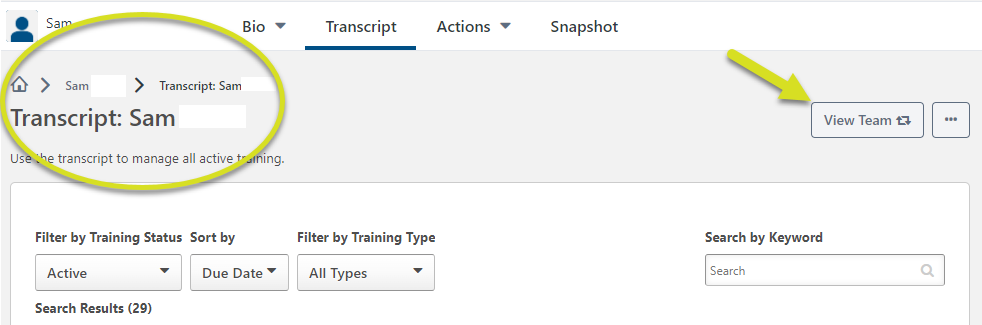 Sam
Bio Transcript Actions Snapshot
Sam Transcript: Sam
Transcript: Sam
View Team ...
Use the transcript to manage all active training.
Filter by Training Status Sort by Filter by Training Type Search by Keyword
Active Due Date All Types Search
Search Results (29)